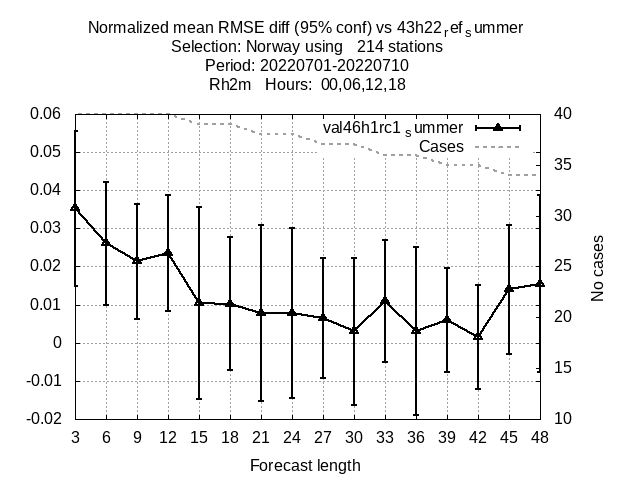 Normalized mean RMSE diff (95% conf) vs 43h22refsummer
Selection: Norway using 214 stations
Period: 20220701-20220710
Rh2m Hours: 00,06,12,18
val46h1rc1summer
Cases
0.06
0.05
0.04
0.03
0.02
0.01
0
-0.01
-0.02
40
35
30
25
20
15
10
No cases
3 6 9 12 15 18 21 24 27 30 33 36 39 42 45 48
Forecast length